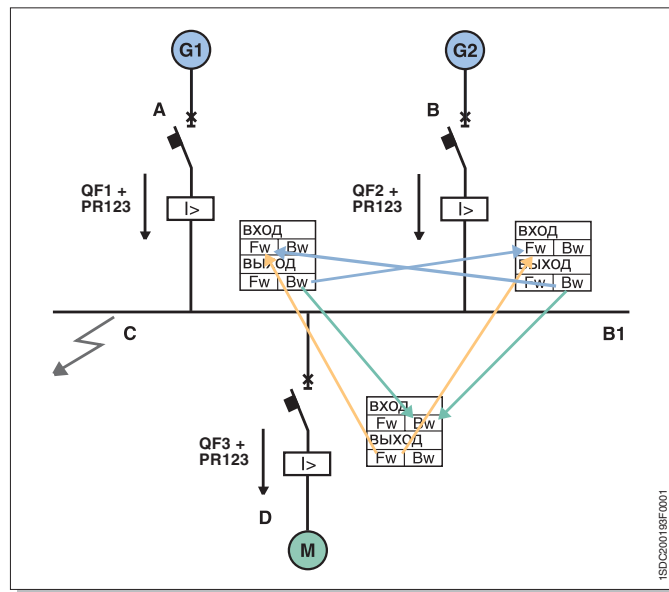 G1
G2
A
B
QF1 +
PR123
I>
QF2 +
PR123
I>
ВХОД
Fw Bw
ВЫХОД
Fw Bw
ВХОД
Fw Bw
ВЫХОД
Fw Bw
C
B1
QF3 +
PR123
I>
ВХОД
Fw Bw
ВЫХОД
Fw Bw
D
M
1SDC200193F0001